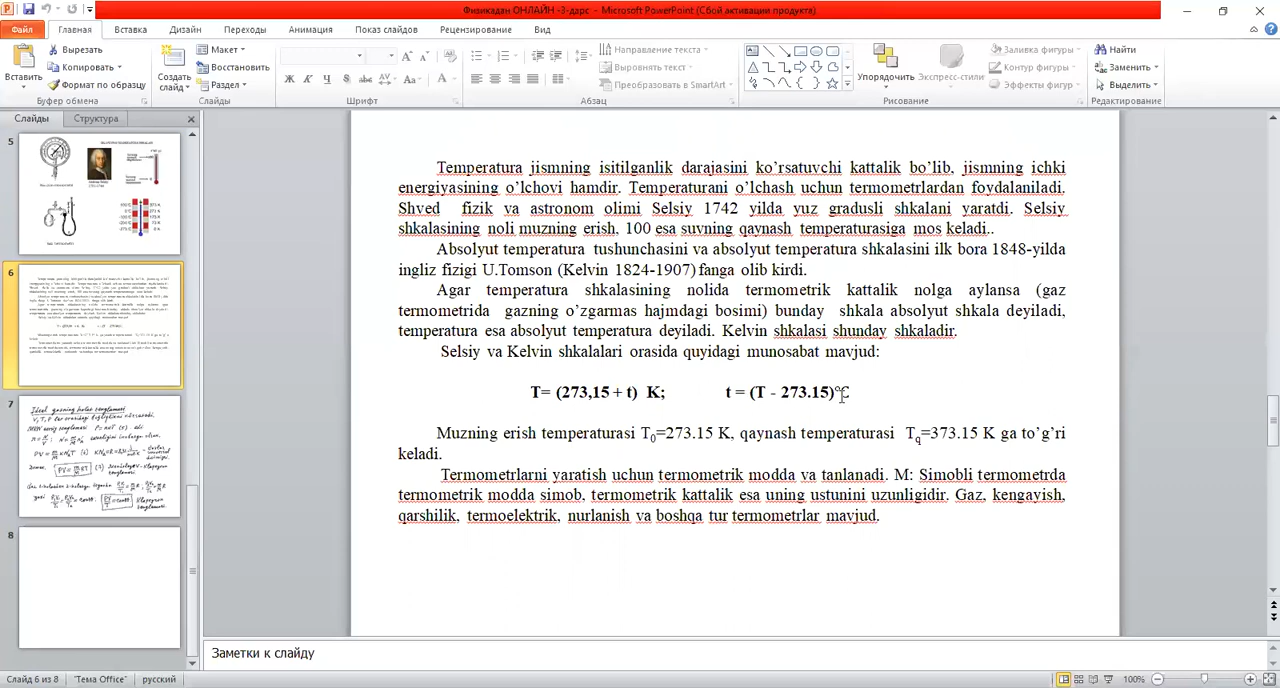 Физикадан ОНЛАЙН -3-дарс - Microsoft PowerPoint (Сбой активации продукта)
Файл Главная Вставка Дизайн Переходы Анимация Показ слайдов Рецензирование Вид
Вставить
Вырезать
Копировать
Формат по образцу
Буфер обмена
Создать слайд
Макет
Восстановить
Раздел
Слайды
Ж К Ч S abc AV Aa A
Шрифт
Направление текста
Выровнять текст
Преобразовать в SmartArt
Абзац
Упорядочить
Экспресс-стили
Заливка фигуры
Контур фигуры
Эффекты фигур
Рисование
Найти
Заменить
Выделить
Редактирование
Слайды Структура
5
6
7
8
Temperatura jismning isitilganlik darajasini ko’rsatuvchi kattalik bo’lib, jismning ichki
energiyasining o’lchovi hamdir. Temperaturani o’lchash uchun termometrlardan foydalaniladi.
Shved fizik va astronom olimi Selsiy 1742 yilda yuz gradusli shkalani yaratdi. Selsiy
shkalasining noli muzning erish, 100 esa suvning qaynash temperaturasiga mos keladi..
Absolyut temperatura tushunchasini va absolyut temperatura shkalasini ilk bora 1848-yilda
ingliz fizigi U.Tomson (Kelvin 1824-1907) fanga olib kirdi.
Agar temperatura shkalasining nolida termometrik kattalik nolga aylansa (gaz
termometrida gazning o’zgarmas hajmdagi bosimi) bunday shkala absolyut shkala deyiladi,
temperatura esa absolyut temperatura deyiladi. Kelvin shkalasi shunday shkaladir.
Selsiy va Kelvin shkalalari orasida quyidagi munosabat mavjud:
T= (273,15 + t) K; t = (T - 273.15)°C
Muzning erish temperaturasi T0=273.15 K, qaynash temperaturasi Tq=373.15 K ga to’g’ri
keladi.
Termometrlarni yaratish uchun termometrik modda va tanlanadi. M: Simobli termometrda
termometrik modda simob, termometrik kattalik esa uning ustunini uzunligidir. Gaz, kengayish,
qarshilik, termoelektrik, nurlanish va boshqa tur termometrlar mavjud.
Заметки к слайду
Слайд 6 из 8 "Тема Office" русский 100%